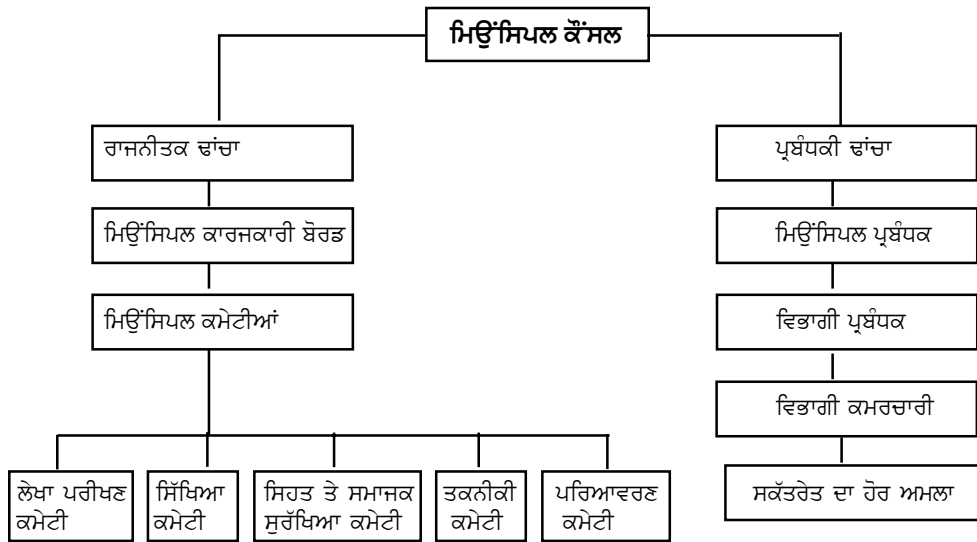 ਮਿਉਂਸਿਪਲ ਕੌਂਸਲ
ਰਾਜਨੀਤਕ ਢਾਂਚਾ
ਪ੍ਰਬੰਧਕੀ ਢਾਂਚਾ
ਮਿਉਂਸਿਪਲ ਕਾਰਜਕਾਰੀ ਬੋਰਡ
ਮਿਉਂਸਿਪਲ ਪ੍ਰਬੰਧਕ
ਮਿਉਂਸਿਪਲ ਕਮੇਟੀਆਂ
ਵਿਭਾਗੀ ਪ੍ਰਬੰਧਕ
ਵਿਭਾਗੀ ਕਮਰਚਾਰੀ
ਲੇਖਾ ਪਰੀਖਣ
ਕਮੇਟੀ
ਸਿੱਖਿਆ
ਕਮੇਟੀ
ਸਿਹਤ ਤੇ ਸਮਾਜਕ
ਸੁਰੱਖਿਆ ਕਮੇਟੀ
ਤਕਨੀਕੀ
ਕਮੇਟੀ
ਪਰਿਆਵਰਣ
ਕਮੇਟੀ
ਸਕੱਤਰੇਤ ਦਾ ਹੋਰ ਅਮਲਾ